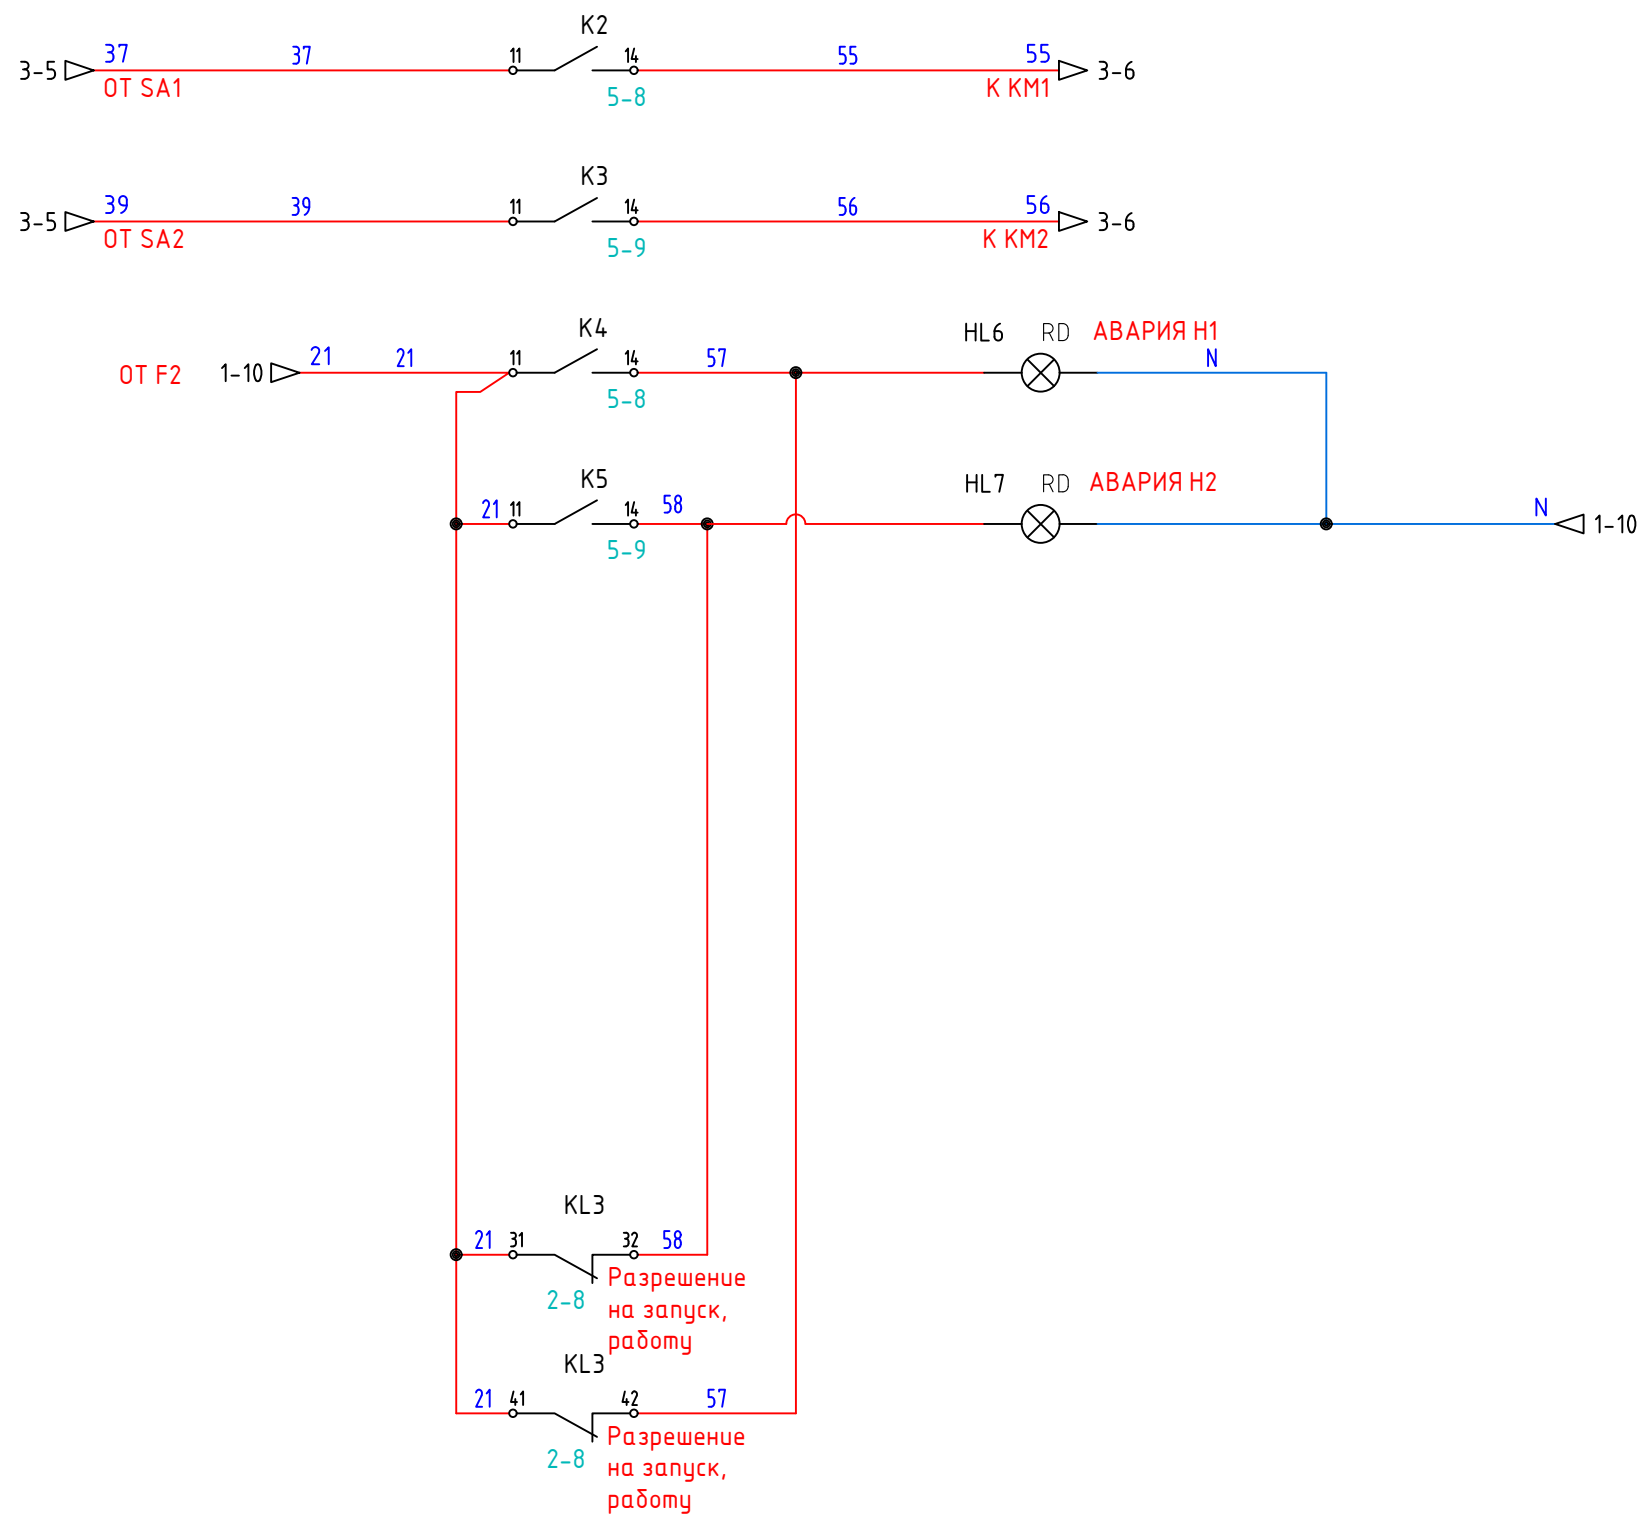 K2
37 37 11 14 55 55
3-5 3-6
ОТ SA1 5-8 К КМ1
K3
39 39 11 14 56 56
3-5 3-6
ОТ SA2 5-9 К КМ2
K4 HL6 RD АВАРИЯ Н1
21 21 11 14 57 N
ОТ F2 1-10
5-8
K5 HL7 RD АВАРИЯ Н2
21 11 14 58 N
1-10
5-9
KL3
21 31 32 58
Разрешение
2-8 на запуск,
работу
KL3
21 41 42 57
Разрешение
2-8 на запуск,
работу